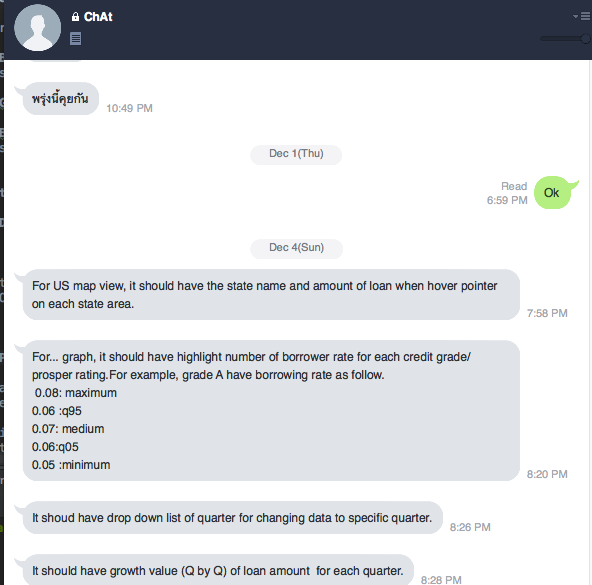 ChAt
พรุ่งนี้คุยกัน
10:49 PM
Dec 1(Thu)
Read
6:59 PM
Ok
Dec 4(Sun)
For US map view, it should have the state name and amount of loan when hover pointer
on each state area.
7:58 PM
For... graph, it should have highlight number of borrower rate for each credit grade/
prosper rating.For example, grade A have borrowing rate as follow.
0.08: maximum
0.06 :q95
0.07: medium
0.06:q05
0.05 :minimum
8:20 PM
It shoud have drop down list of quarter for changing data to specific quarter.
8:26 PM
It should have growth value (Q by Q) of loan amount  for each quarter.
8:28 PM